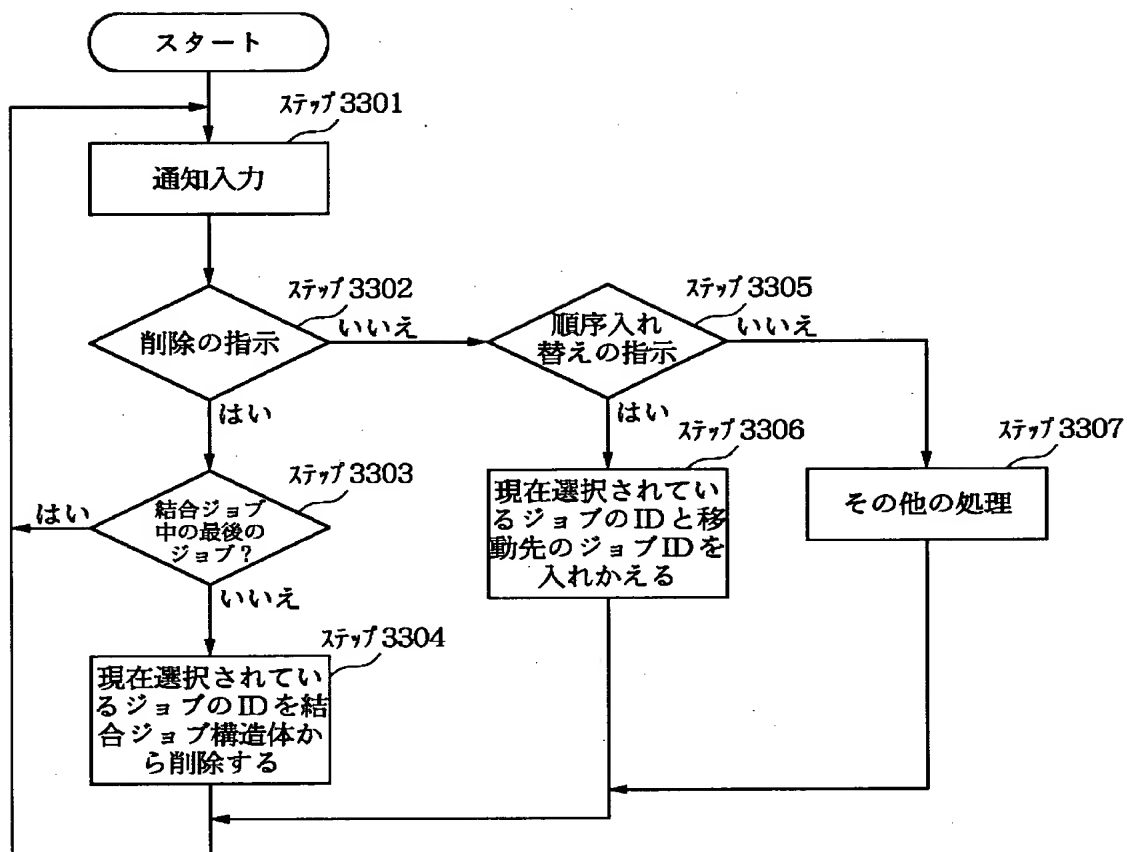 スタート
ステップ3301
通知入力
ステップ3302
削除の指示
いいえ
ステップ3305
順序入れ
替えの指示
いいえ
はい
はい
ステップ3303
結合ジョブ
中の最後の
ジョブ?
はい
いいえ
ステップ3306
現在選択されてい
るジョブのIDと移
動先のジョブIDを
入れかえる
ステップ3307
その他の処理
ステップ3304
現在選択されてい
るジョブのIDを結
合ジョブ構造体か
ら削除する